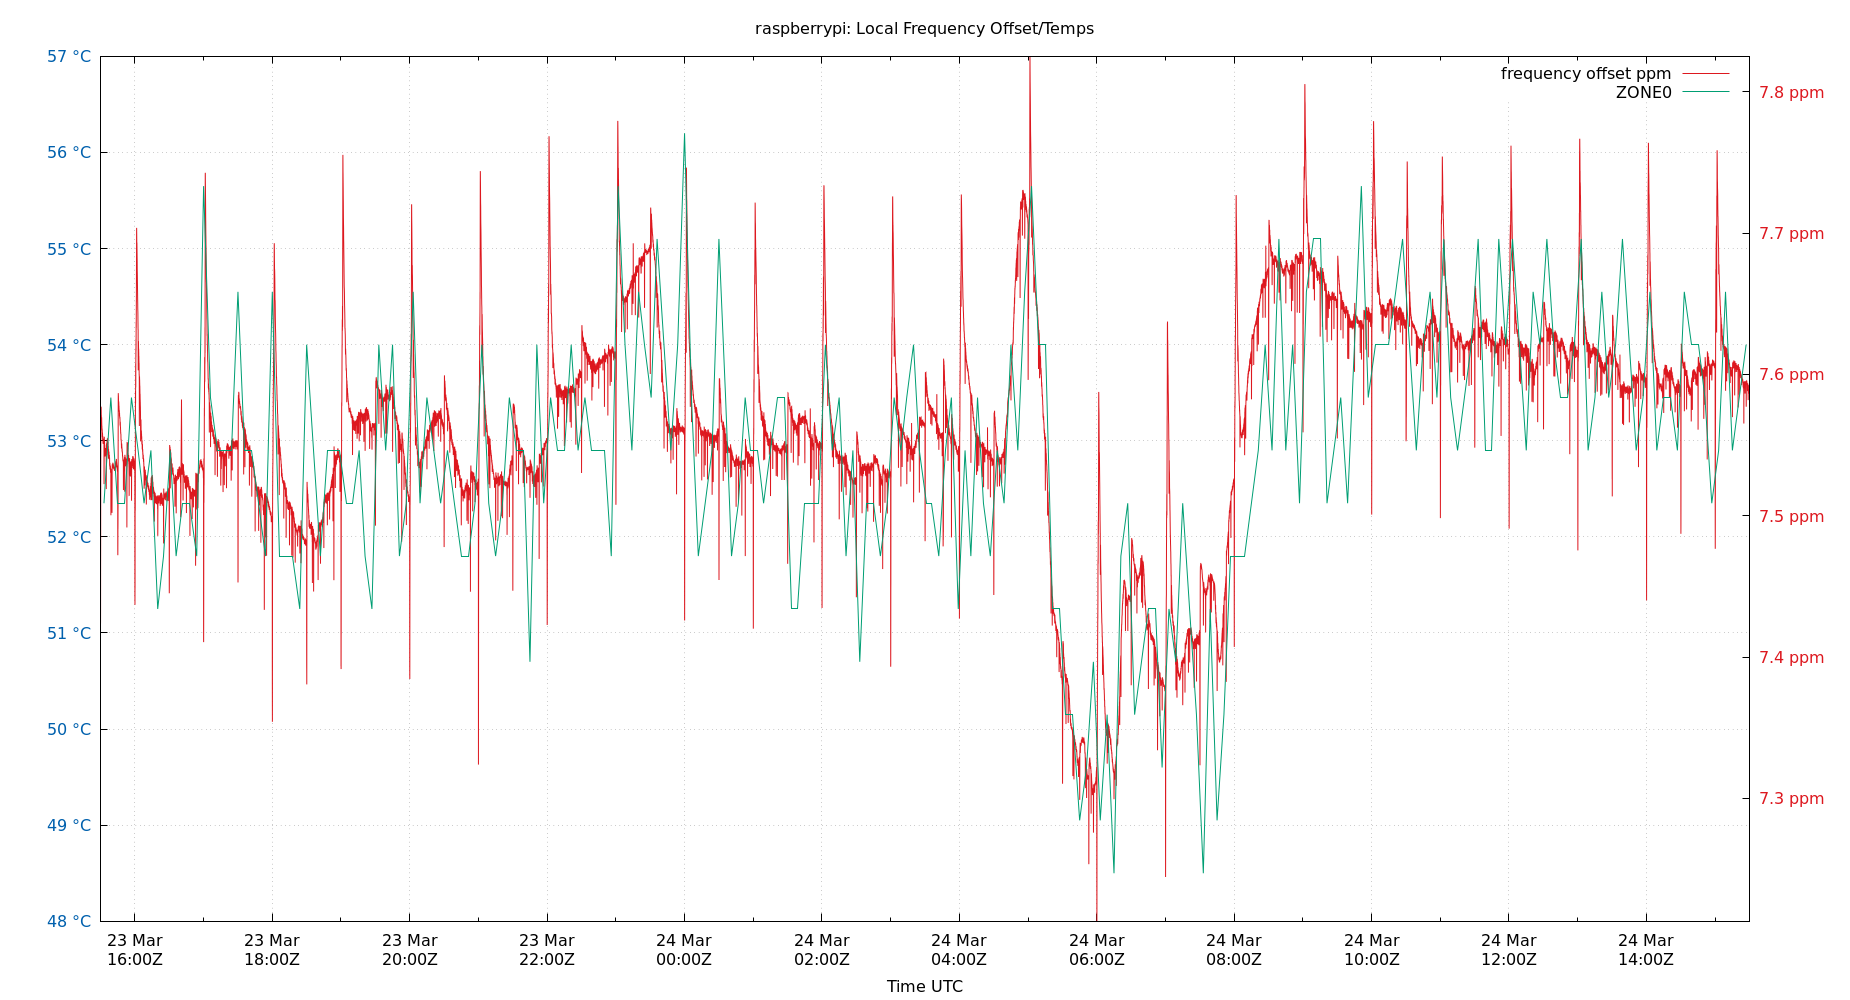 raspberrypi: Local Frequency Offset/Temps
57 °C
56 °C
55 °C
54 °C
53 °C
52 °C
51 °C
50 °C
49 °C
48 °C
frequency offset ppm
ZONE0
7.8 ppm
7.7 ppm
7.6 ppm
7.5 ppm
7.4 ppm
7.3 ppm
23 Mar
16:00Z
23 Mar
18:00Z
23 Mar
20:00Z
23 Mar
22:00Z
24 Mar
00:00Z
24 Mar
02:00Z
24 Mar
04:00Z
24 Mar
06:00Z
24 Mar
08:00Z
24 Mar
10:00Z
24 Mar
12:00Z
24 Mar
14:00Z
Time UTC